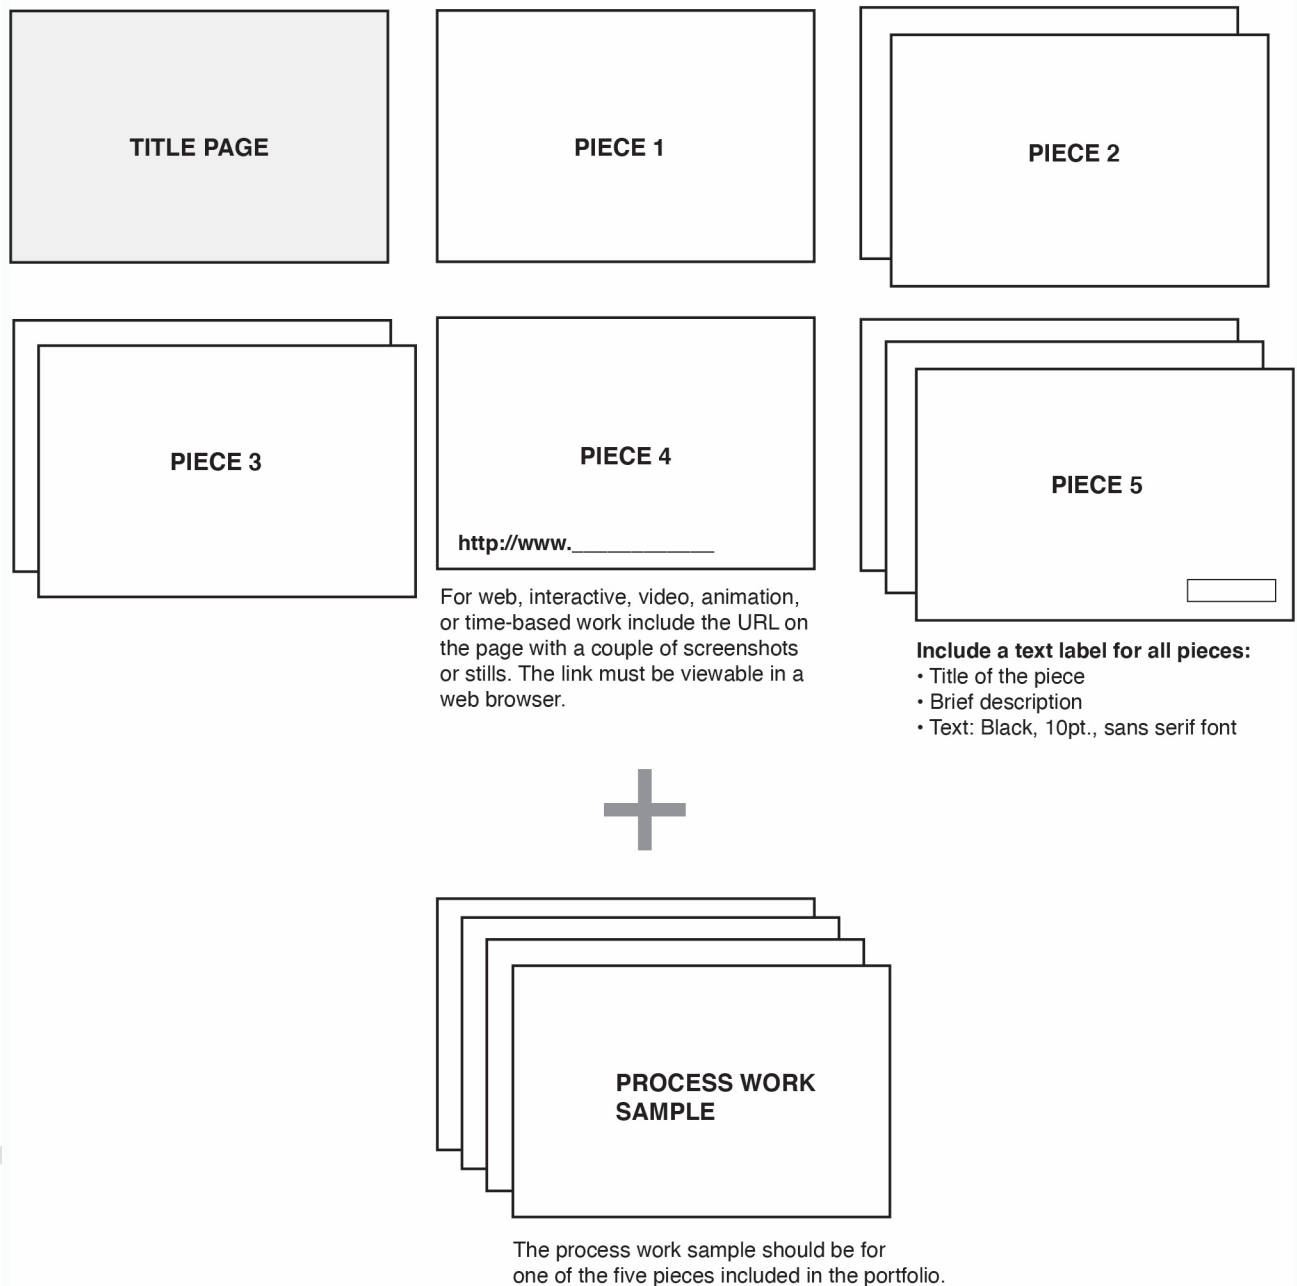 TITLE PAGE
PIECE 1
PIECE 2
PIECE 3
PIECE 4
http://www.____________
For web, interactive, video, animation,
or time-based work include the URL on
the page with a couple of screenshots
or stills. The link must be viewable in a
web browser.
PIECE 5
Include a text label for all pieces:
• Title of the piece
• Brief description
• Text: Black, 10pt., sans serif font
PROCESS WORK
SAMPLE
The process work sample should be for
one of the five pieces included in the portfolio.